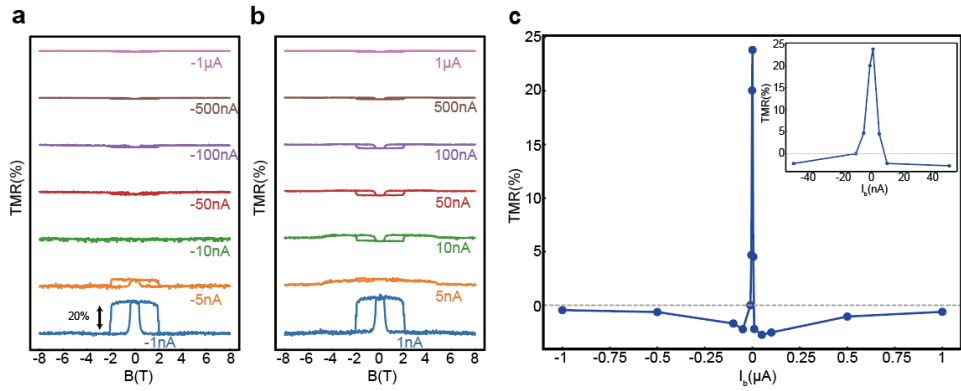 a
TMR(%)
-1μA
-500nA
-100nA
-50nA
-10nA
-5nA
20%
-1nA
-8 -6 -4 -2 0 2 4 6 8
B(T)
b
TMR(%)
1μA
500nA
100nA
50nA
10nA
5nA
1nA
-8 -6 -4 -2 0 2 4 6 8
B(T)
c
TMR(%)
25
20
15
10
5
0
-1 -0.75 -0.5 -0.25 0 0.25 0.5 0.75 1
I_b(μA)
TMR(%)
25
20
15
10
5
0
-40 -20 0 20 40
I_b(nA)